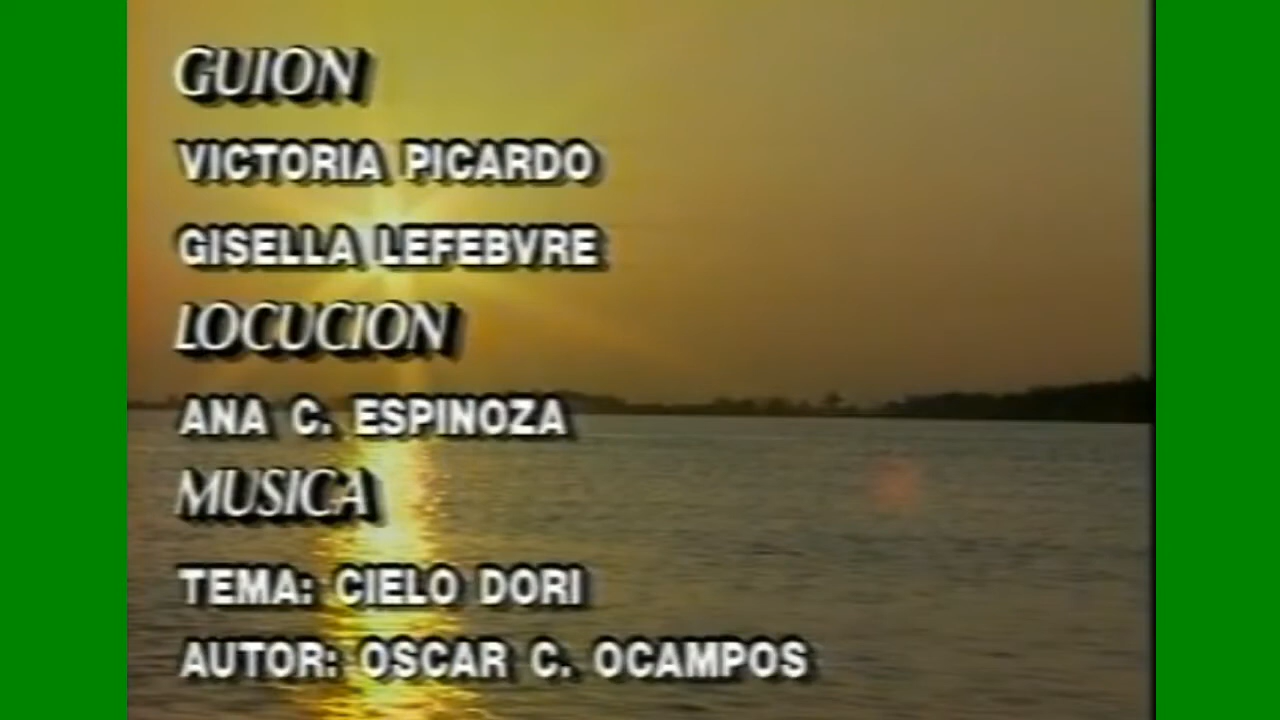 GUION
VICTORIA PICARDO
GISELLA LEFEBVRE
LOCUCION
ANA C. ESPINOZA
MUSICA
TEMA: CIELO DORI
AUTOR: OSCAR C. OCAMPOS